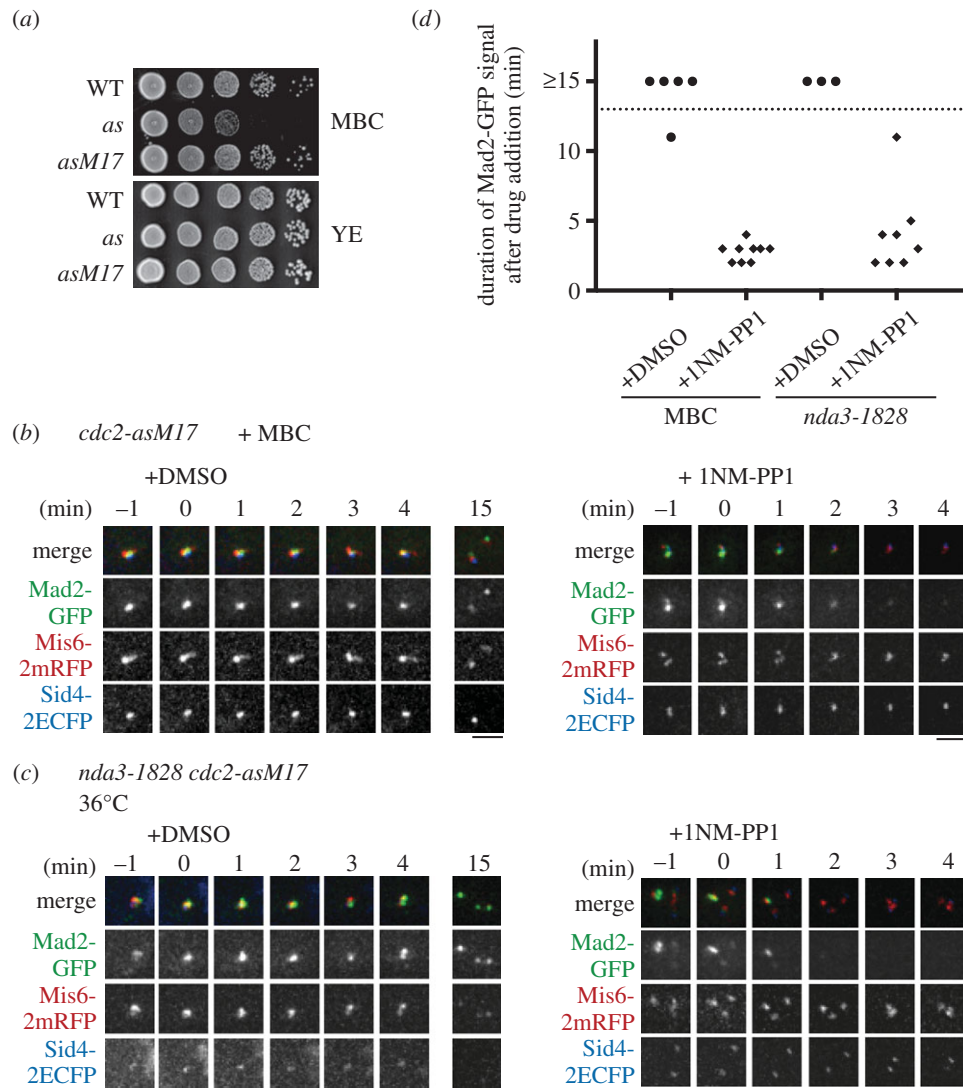 (a)
WT
as
asM17
MBC
WT
as
asM17
YE
(d)
duration of Mad2-GFP signal
after drug addition (min)
≥15
10
5
0
+DMSO
+1NM-PP1
+DMSO
+1NM-PP1
MBC
nda3-1828
(b) cdc2-asM17 + MBC
+DMSO
(min) –1 0 1 2 3 4 15
merge
Mad2-
GFP
Mis6-
2mRFP
Sid4-
2ECFP
+ 1NM-PP1
(min) –1 0 1 2 3 4
merge
Mad2-
GFP
Mis6-
2mRFP
Sid4-
2ECFP
(c) nda3-1828 cdc2-asM17
36°C
+DMSO
(min) –1 0 1 2 3 4 15
merge
Mad2-
GFP
Mis6-
2mRFP
Sid4-
2ECFP
+1NM-PP1
(min) –1 0 1 2 3 4
merge
Mad2-
GFP
Mis6-
2mRFP
Sid4-
2ECFP